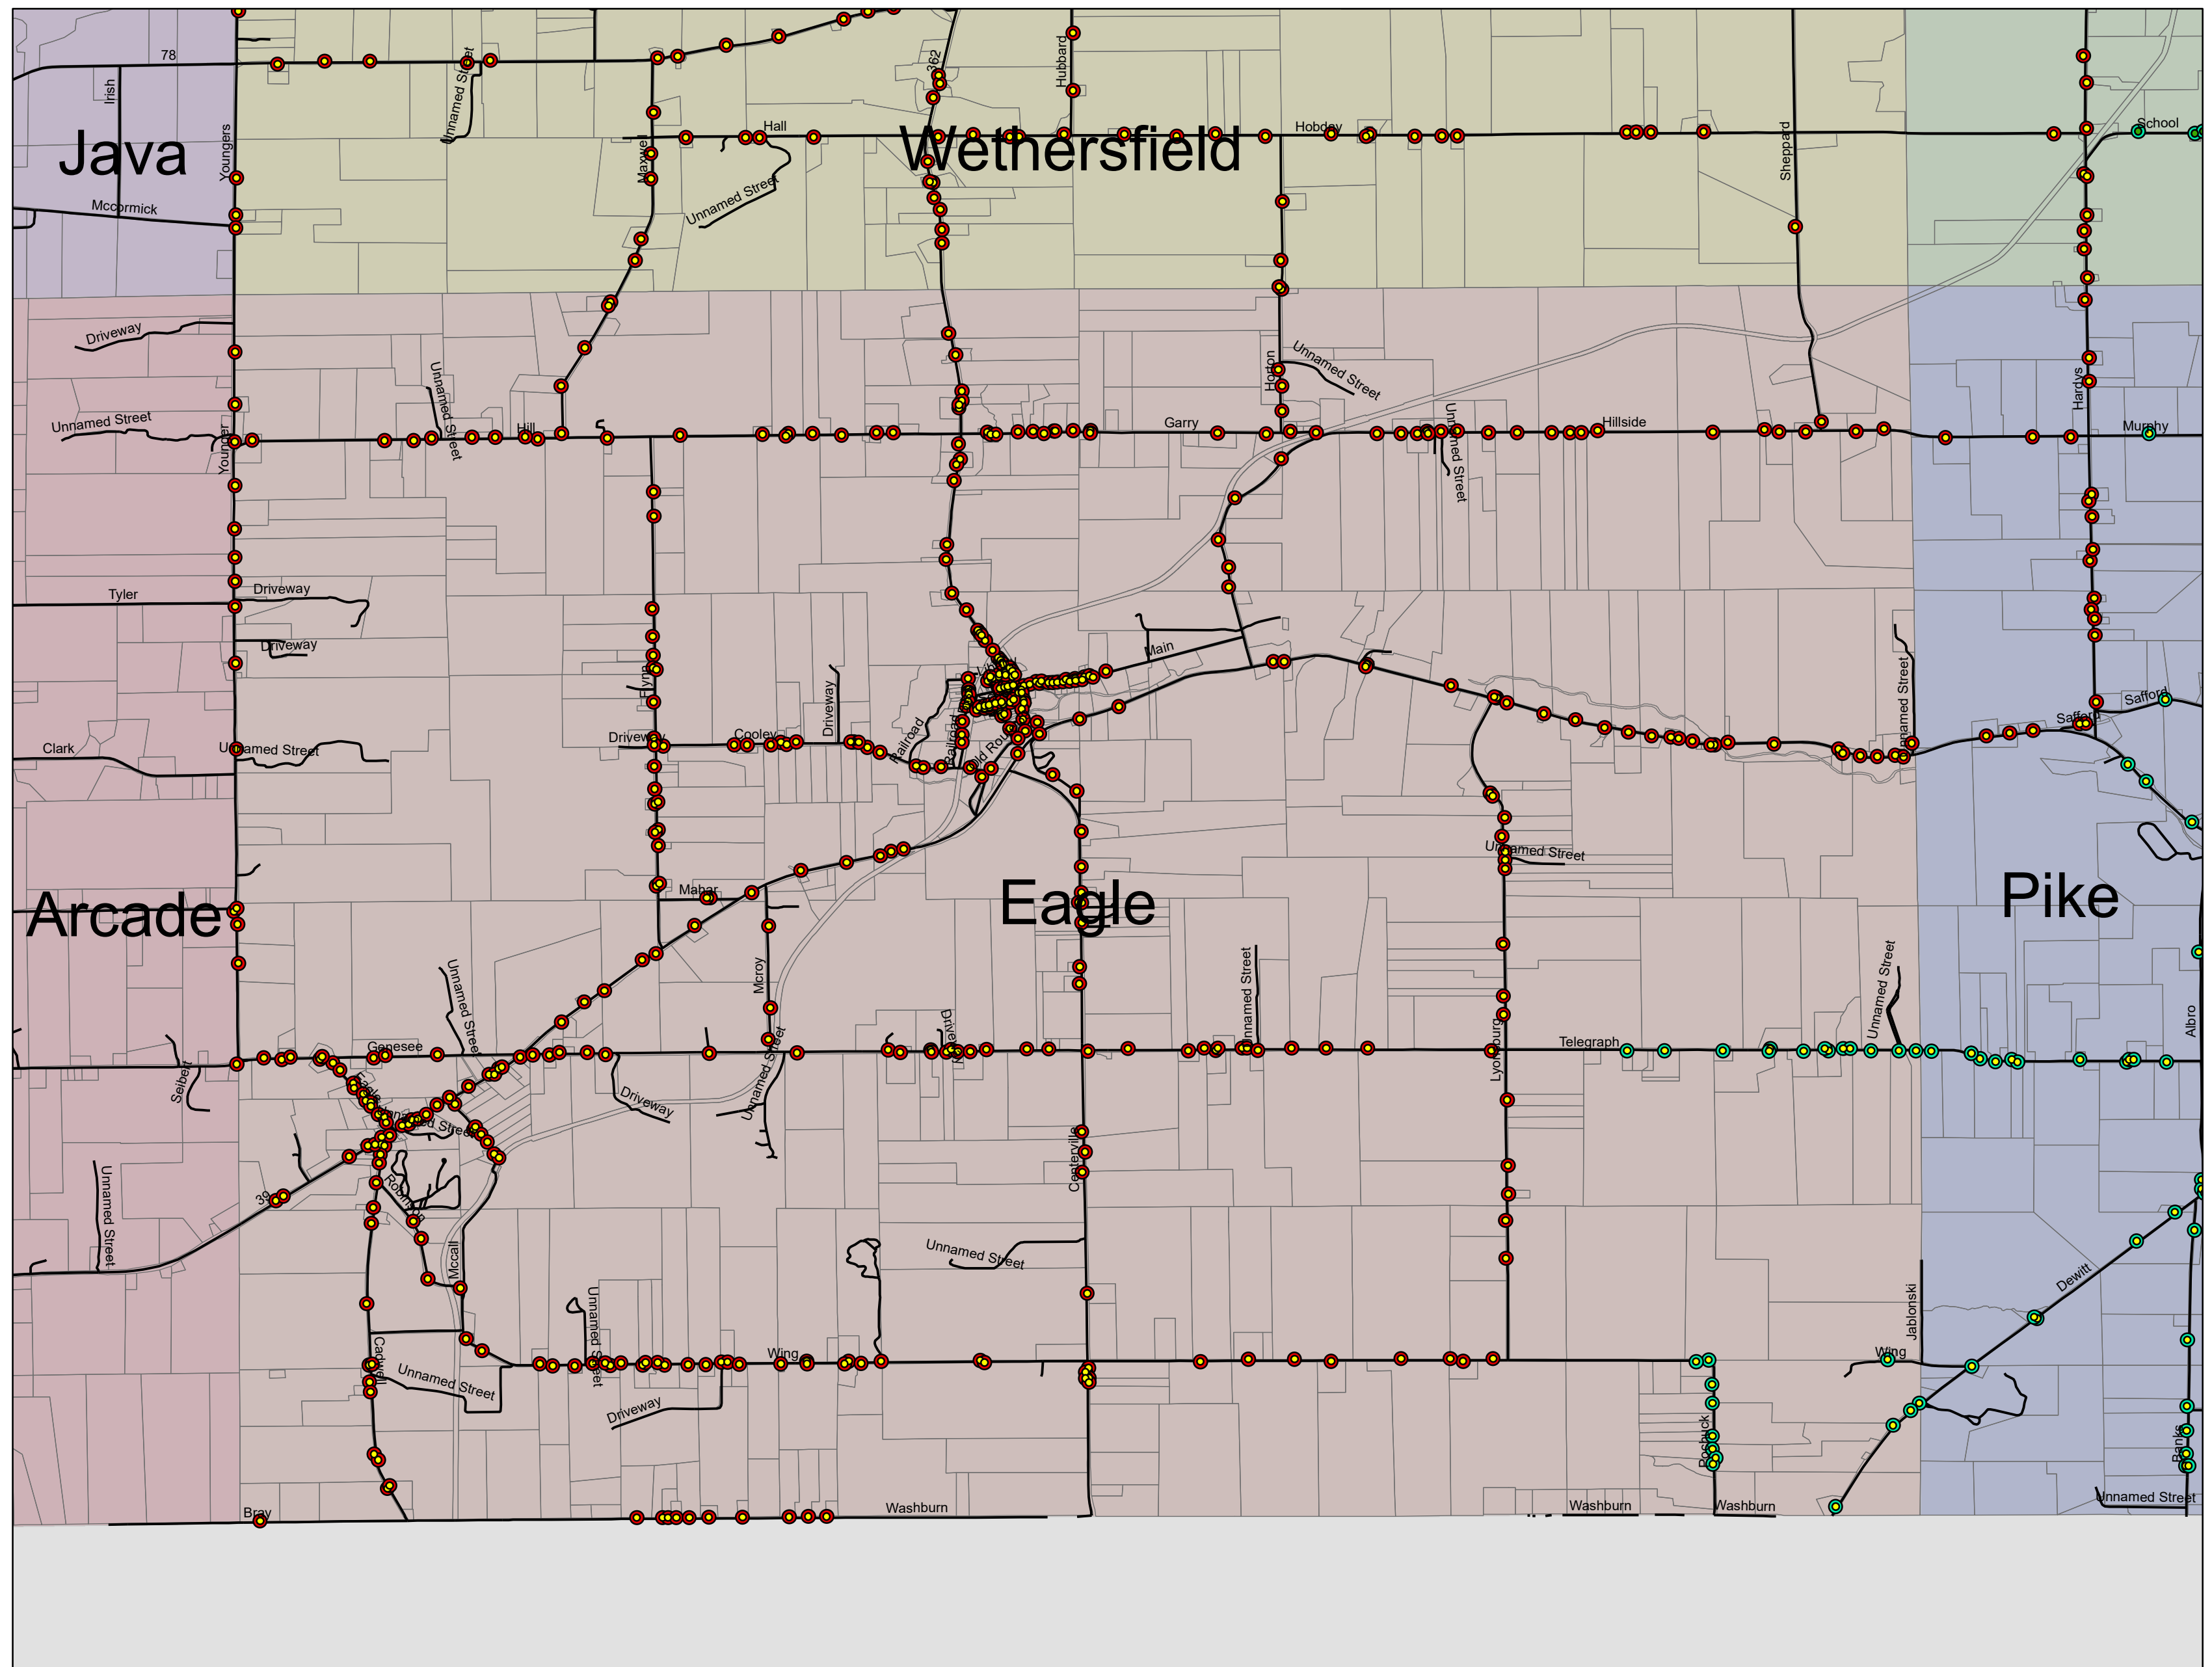 78
362
Hubbard
Irish
Unnamed Street
Hall
Hobday
School
Java
Youngers
Maxwell
Wethersfield
Sheppard
Mccormick
Unnamed Street
Driveway
Unnamed Street
Horton
Unnamed Street
Hardys
Unnamed Street
Younger
Hill
Garry
Unnamed Street
Hillside
Murphy
Tyler
Driveway
Driveway
Main
Flynn
Driveway
Unnamed Street
Safford
Safford
Clark
Unnamed Street
Driveway
Cooley
Railroad
Railroad
Unnamed Street
Arcade
Mahar
Eagle
Pike
Unnamed Street
Mcroy
Driveway
Unnamed Street
Unnamed Street
Albro
Genesee
Telegraph
Seibert
Eagle
Unnamed Street
Driveway
Unnamed Street
Lyonsburg
Centerville
39
Unnamed Street
Robinson
Mccall
Unnamed Street
Dewitt
Jablonski
Unnamed Street
Cadwell
Wing
Wing
Unnamed Street
Driveway
Poshuck
Banks
Bray
Washburn
Washburn
Washburn
Unnamed Street